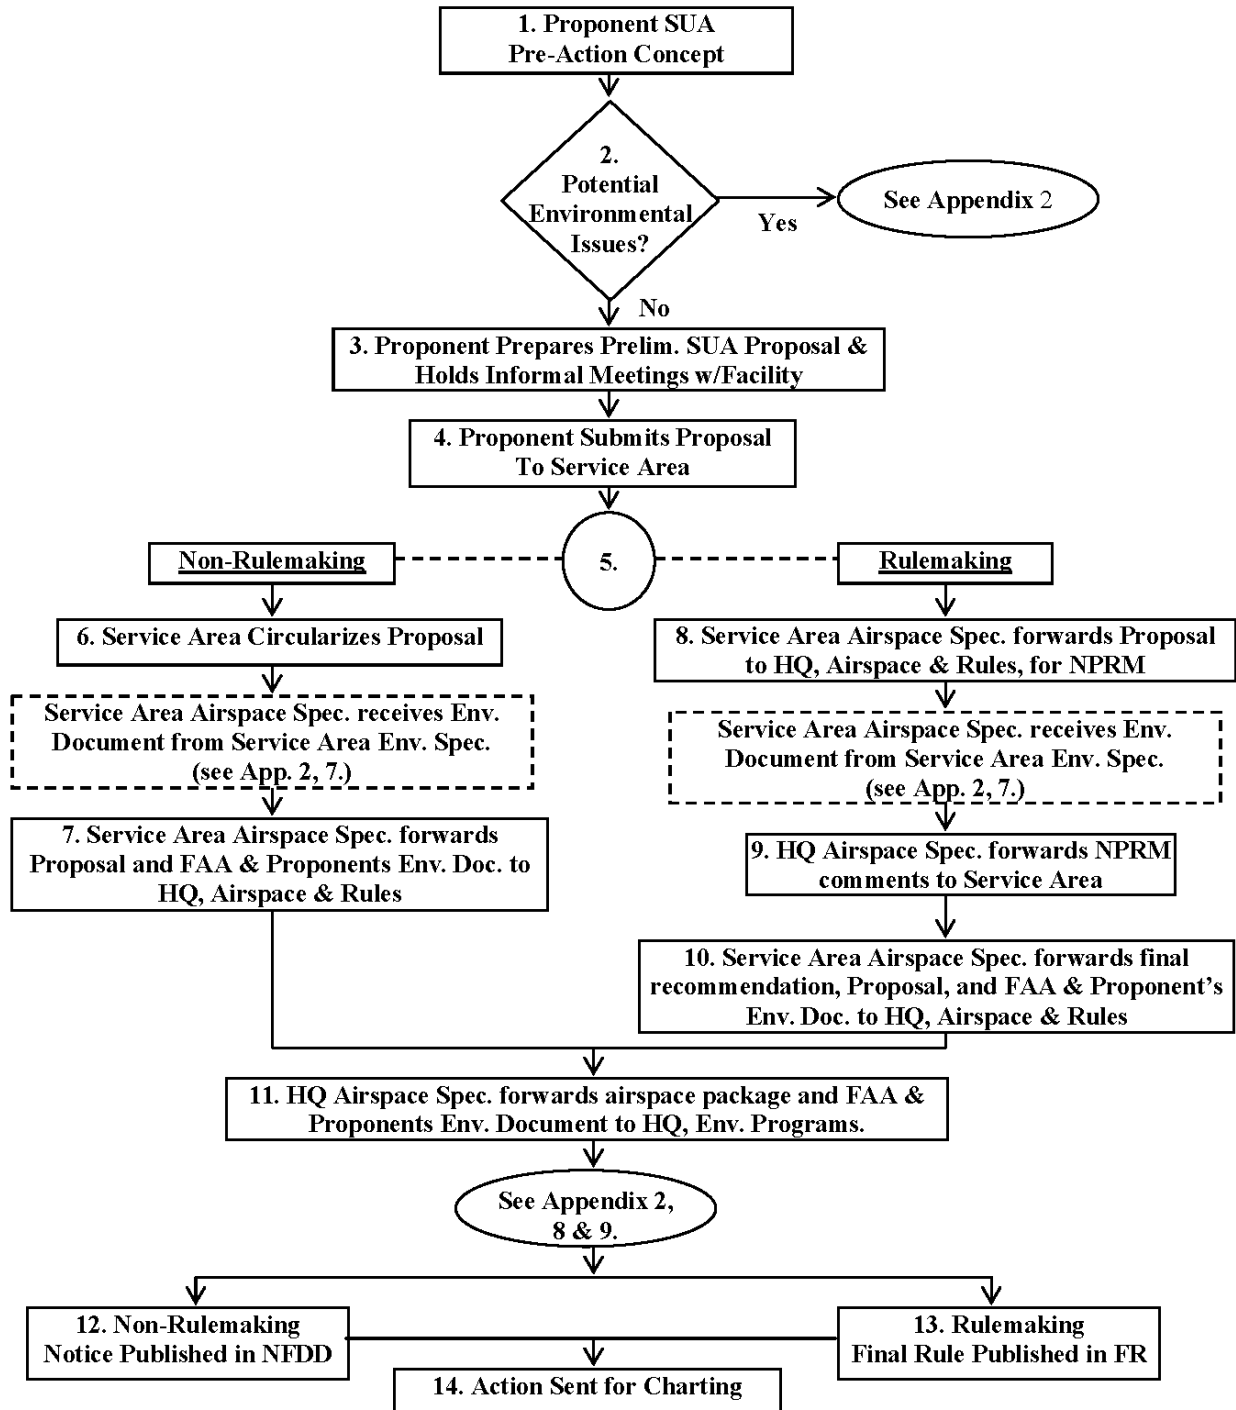 1. Proponent SUA
Pre-Action Concept
2.
Potential
Environmental
Issues?
Yes
See Appendix 2
No
3. Proponent Prepares Prelim. SUA Proposal &
Holds Informal Meetings w/Facility
4. Proponent Submits Proposal
To Service Area
5.
Non-Rulemaking
Rulemaking
6. Service Area Circularizes Proposal
Service Area Airspace Spec. receives Env.
Document from Service Area Env. Spec.
(see App. 2, 7.)
7. Service Area Airspace Spec. forwards
Proposal and FAA & Proponents Env. Doc. to
HQ, Airspace & Rules
8. Service Area Airspace Spec. forwards Proposal
to HQ, Airspace & Rules, for NPRM
Service Area Airspace Spec. receives Env.
Document from Service Area Env. Spec.
(see App. 2, 7.)
9. HQ Airspace Spec. forwards NPRM
comments to Service Area
10. Service Area Airspace Spec. forwards final
recommendation, Proposal, and FAA & Proponent’s
Env. Doc. to HQ, Airspace & Rules
11. HQ Airspace Spec. forwards airspace package and FAA &
Proponents Env. Document to HQ, Env. Programs.
See Appendix 2,
8 & 9.
12. Non-Rulemaking
Notice Published in NFDD
13. Rulemaking
Final Rule Published in FR
14. Action Sent for Charting